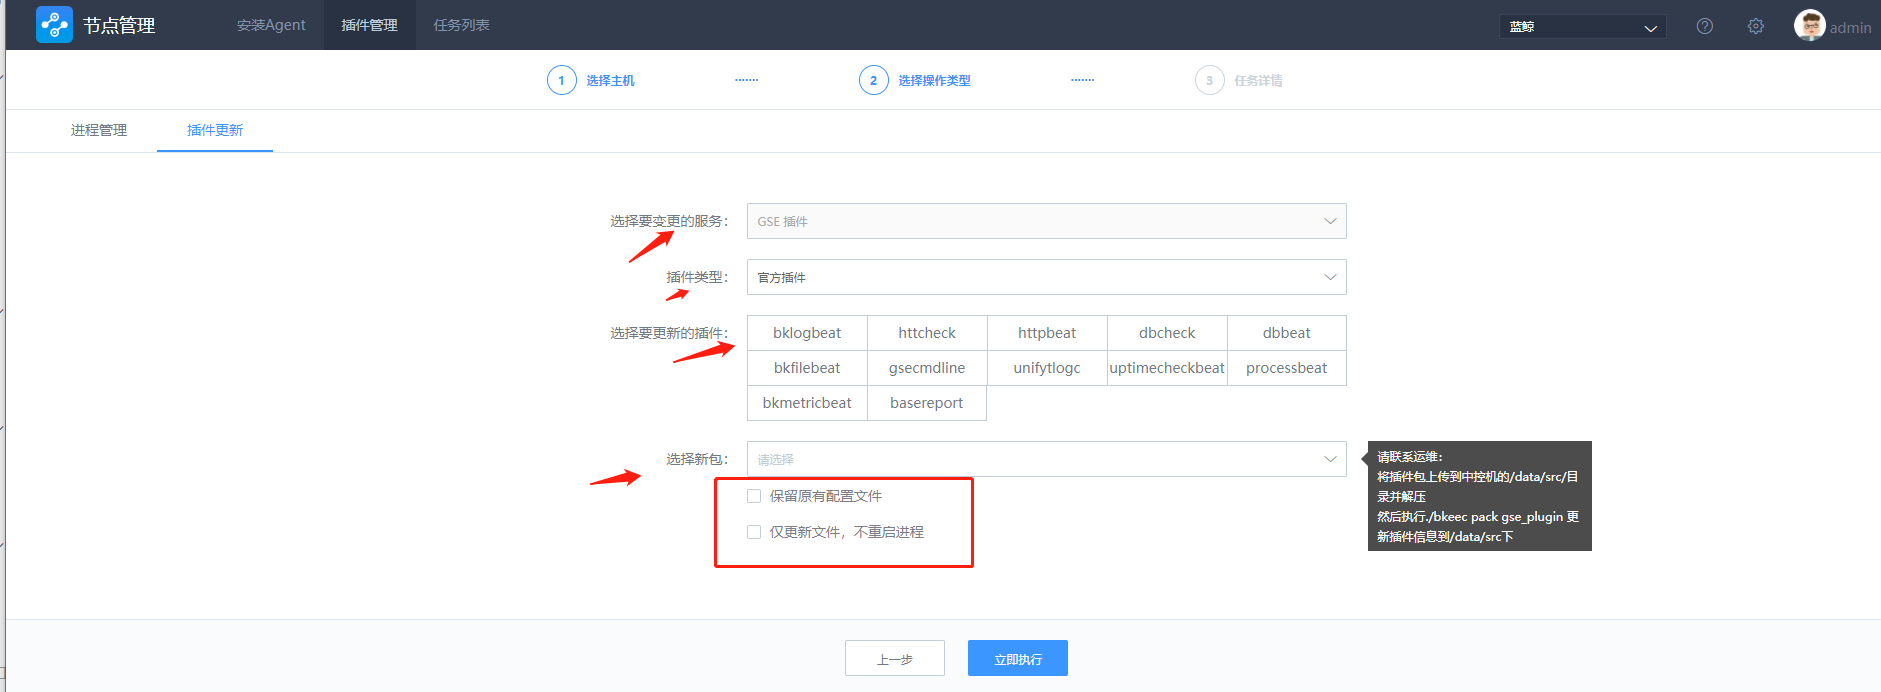 节点管理
安装Agent
插件管理
任务列表
蓝鲸
admin
1 选择主机
.......
2 选择操作类型
.......
3 任务详情
进程管理
插件更新
选择要变更的服务：
GSE 插件
插件类型：
官方插件
选择要更新的插件：
bklogbeat httcheck httpbeat dbcheck dbbeat
bkfilebeat gsecmdline unifytlogc uptimecheckbeat processbeat
bkmetricbeat basereport
选择新包：
请选择
保留原有配置文件
仅更新文件，不重启进程
请联系运维：
将插件包上传到中控机的/data/src/目
录并解压
然后执行./bkeec pack gse_plugin 更
新插件信息到/data/src下
上一步
立即执行